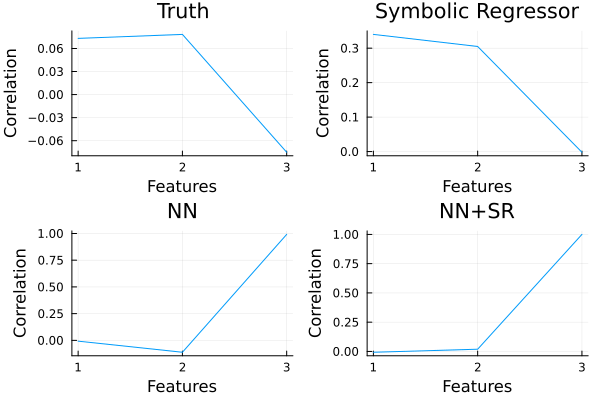 Truth
Correlation
0.06
0.03
0.00
−0.03
−0.06
1 2 3
Features
Symbolic Regressor
Correlation
0.3
0.2
0.1
0.0
1 2 3
Features
NN
Correlation
1.00
0.75
0.50
0.25
0.00
1 2 3
Features
NN+SR
Correlation
1.00
0.75
0.50
0.25
0.00
1 2 3
Features